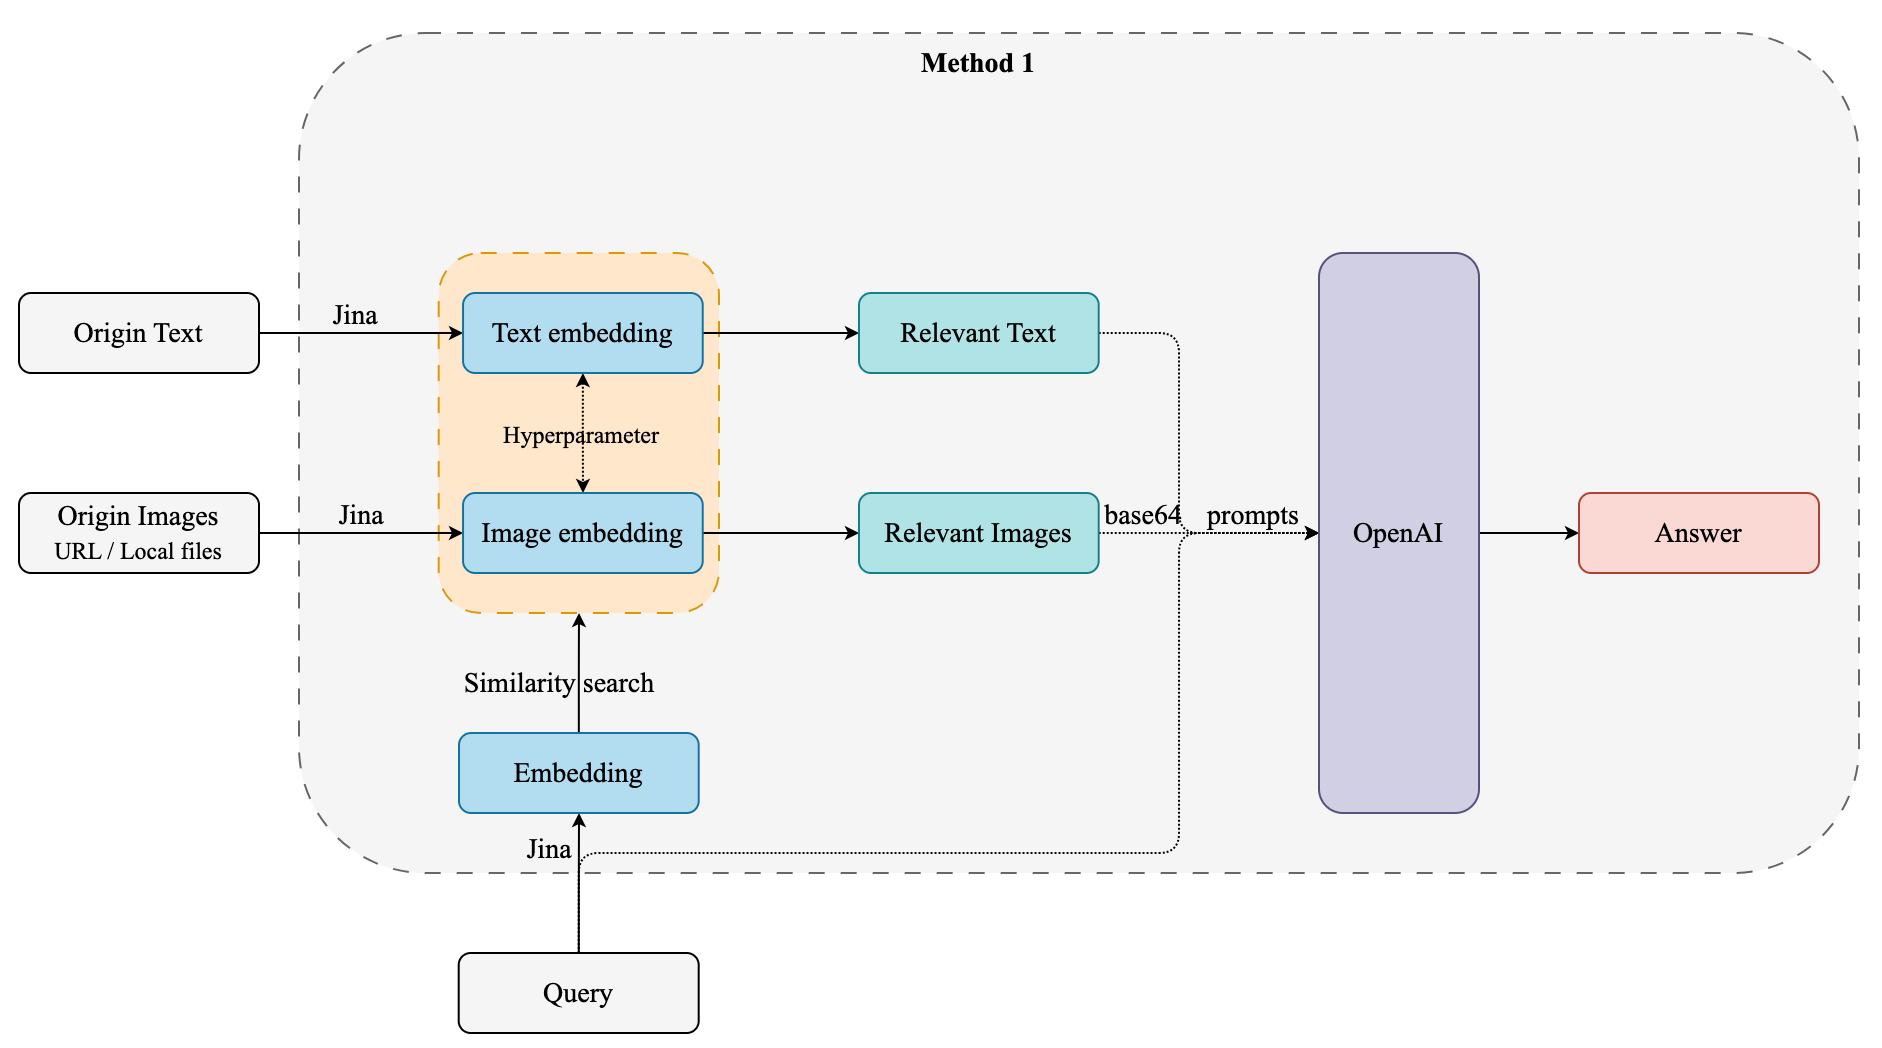 Method 1
Origin Text
Jina
Text embedding
Relevant Text
Hyperparameter
Origin Images
URL / Local files
Jina
Image embedding
Relevant Images
base64
prompts
OpenAI
Answer
Similarity search
Embedding
Jina
Query